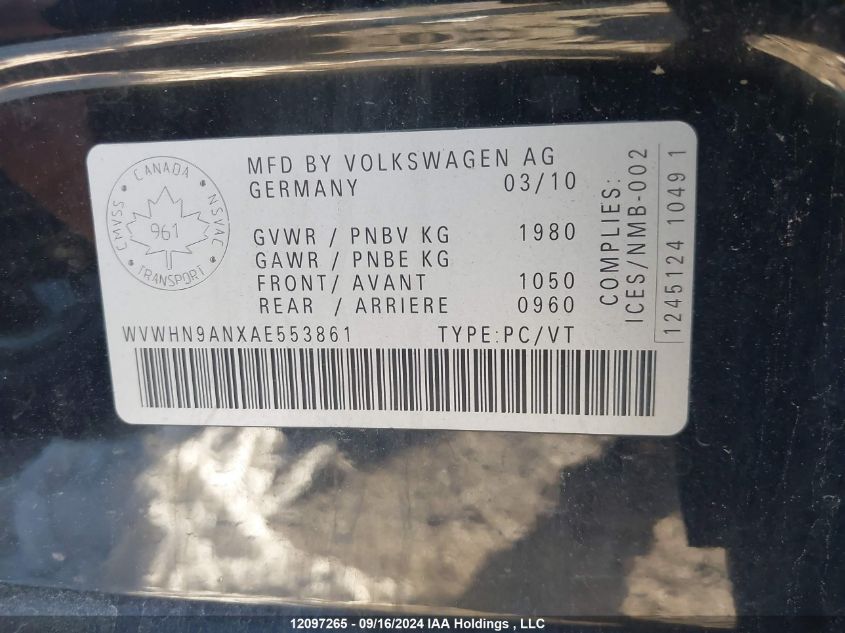 CANADA
CMVSS NSVAC
961
TRANSPORT
MFD BY VOLKSWAGEN AG
GERMANY 03/10
GVWR / PNBV KG 1980
GAWR / PNBE KG
FRONT/ AVANT 1050
REAR / ARRIERE 0960
WVWHN9ANXAE553861 TYPE:PC/VT
COMPLIES:
ICES/NMB-002
1245124 1049 1
12097265 - 09/16/2024 IAA Holdings , LLC